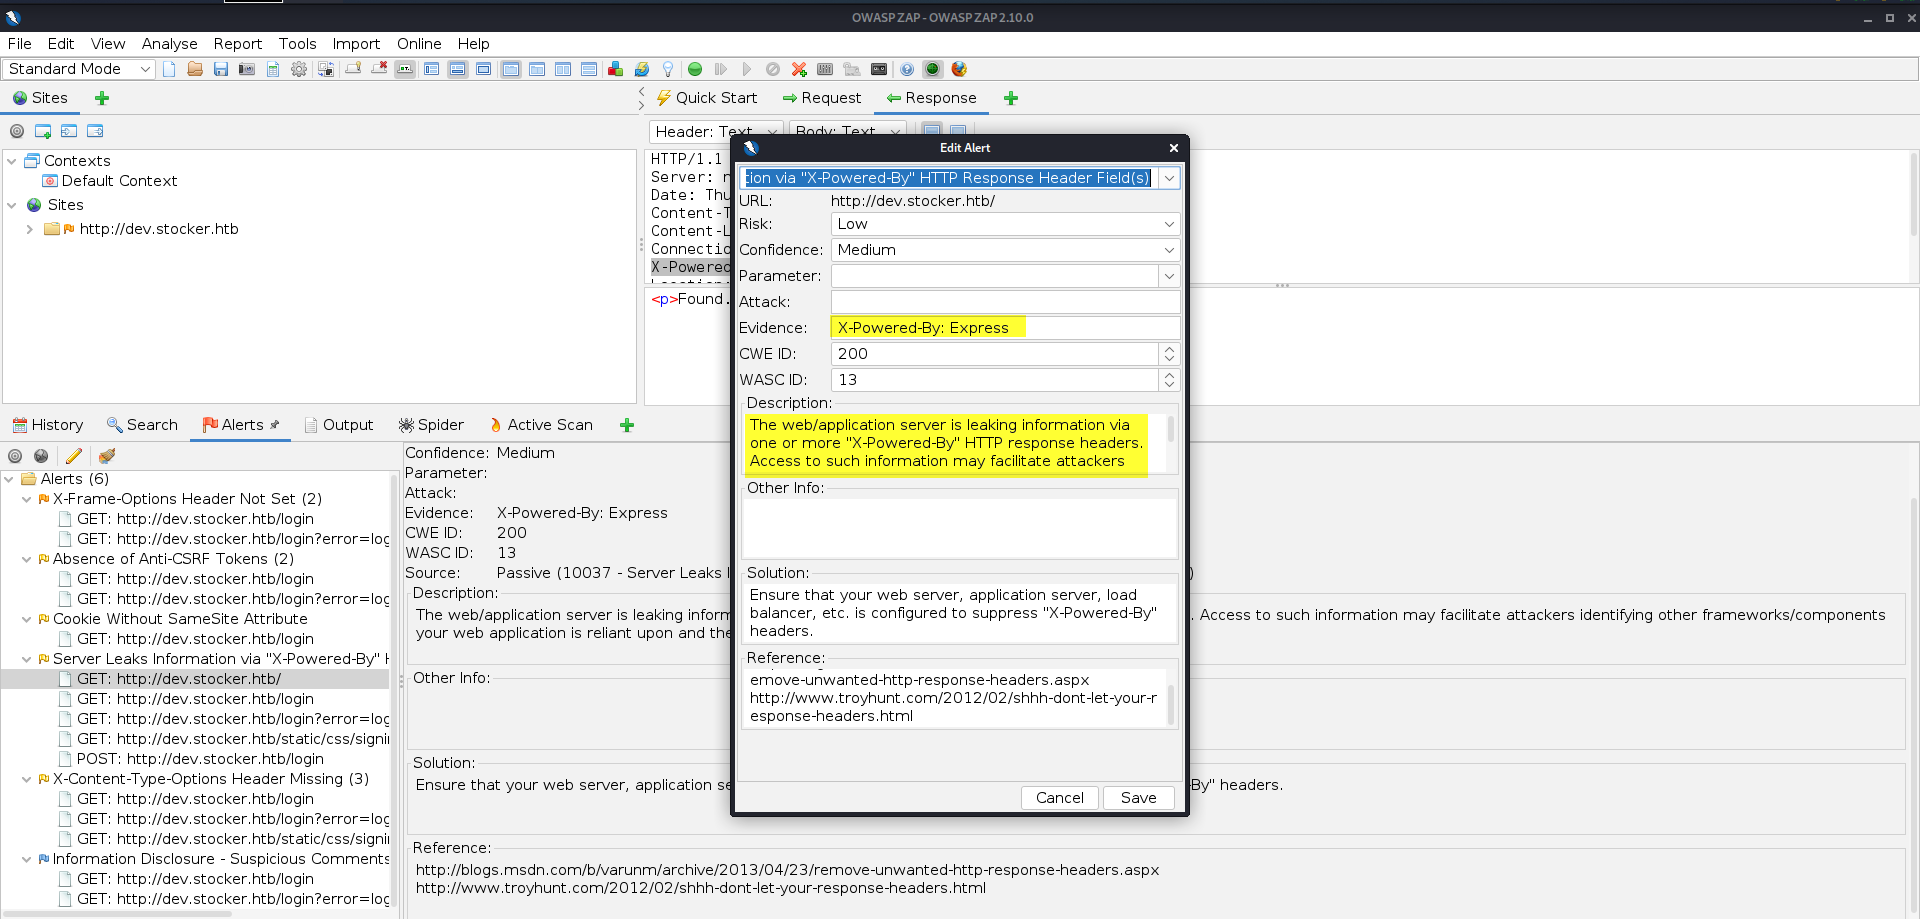 OWASP ZAP - OWASP ZAP 2.10.0
File Edit View Analyse Report Tools Import Online Help
Standard Mode
Sites
Quick Start
Request
Response
Header: Text
Body: Text
Contexts
Default Context
Sites
http://dev.stocker.htb
HTTP/1.1
Server: n
Date: Thu
Content-T
Content-L
Connectio
X-Powered
<p>Found.
Edit Alert
tion via "X-Powered-By" HTTP Response Header Field(s)
URL: http://dev.stocker.htb/
Risk: Low
Confidence: Medium
Parameter:
Attack:
Evidence: X-Powered-By: Express
CWE ID: 200
WASC ID: 13
Description:
The web/application server is leaking information via
one or more "X-Powered-By" HTTP response headers.
Access to such information may facilitate attackers
Other Info:
Solution:
Ensure that your web server, application server, load
balancer, etc. is configured to suppress "X-Powered-By"
headers.
Reference:
emove-unwanted-http-response-headers.aspx
http://www.troyhunt.com/2012/02/shhh-dont-let-your-r
esponse-headers.html
Cancel
Save
History
Search
Alerts
Output
Spider
Active Scan
Alerts (6)
X-Frame-Options Header Not Set (2)
GET: http://dev.stocker.htb/login
GET: http://dev.stocker.htb/login?error=log
Absence of Anti-CSRF Tokens (2)
GET: http://dev.stocker.htb/login
GET: http://dev.stocker.htb/login?error=log
Cookie Without SameSite Attribute
GET: http://dev.stocker.htb/login
Server Leaks Information via "X-Powered-By" H
GET: http://dev.stocker.htb/
GET: http://dev.stocker.htb/login
GET: http://dev.stocker.htb/login?error=log
GET: http://dev.stocker.htb/static/css/signi
POST: http://dev.stocker.htb/login
X-Content-Type-Options Header Missing (3)
GET: http://dev.stocker.htb/login
GET: http://dev.stocker.htb/login?error=log
GET: http://dev.stocker.htb/static/css/signi
Information Disclosure - Suspicious Comments
GET: http://dev.stocker.htb/login
GET: http://dev.stocker.htb/login?error=log
Confidence: Medium
Parameter:
Attack:
Evidence: X-Powered-By: Express
CWE ID: 200
WASC ID: 13
Source: Passive (10037 - Server Leaks I )
Description:
The web/application server is leaking inform . Access to such information may facilitate attackers identifying other frameworks/components
your web application is reliant upon and the
Other Info:
Solution:
Ensure that your web server, application se -By" headers.
Reference:
http://blogs.msdn.com/b/varunm/archive/2013/04/23/remove-unwanted-http-response-headers.aspx
http://www.troyhunt.com/2012/02/shhh-dont-let-your-response-headers.html